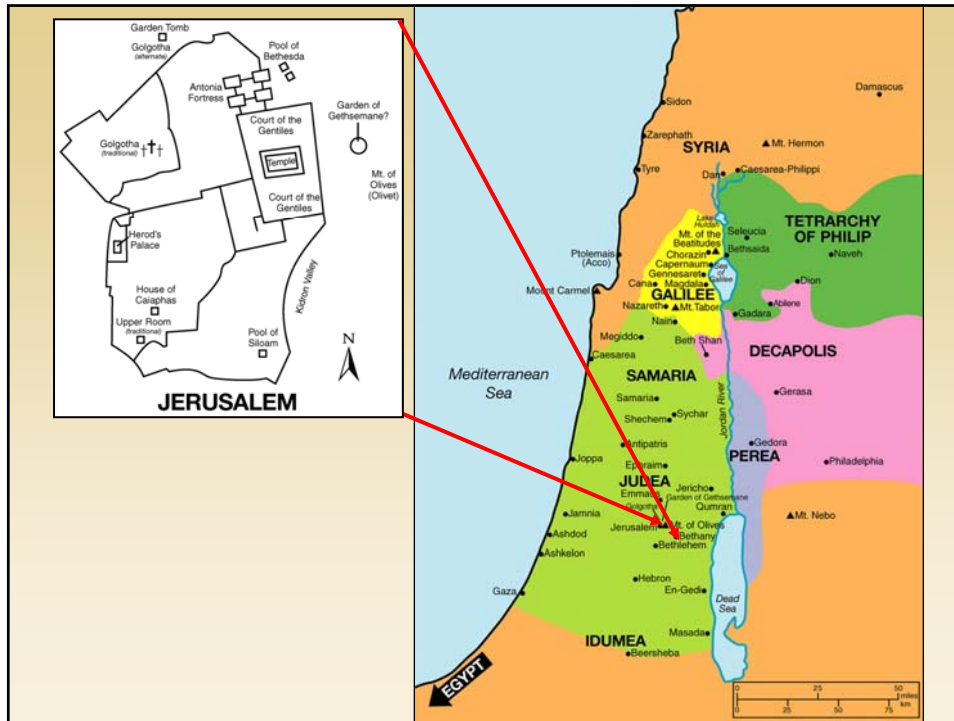 Garden Tomb
Golgotha
(alternate)
Pool of
Bethesda
Antonia
Fortress
Garden of
Gethsemane?
Court of the
Gentiles
Golgotha
(traditional)
Temple
Mt. of
Olives
(Olivet)
Court of the
Gentiles
Herod's
Palace
House of
Caiaphas
Upper Room
(traditional)
Pool of
Siloam
Kidron Valley
N
JERUSALEM
Damascus
Sidon
Zarephath
SYRIA
Mt. Hermon
Tyre
Dan
Caesarea-Philippi
TETRARCHY
OF PHILIP
Lake
Huldah
Mt. of the
Beatitudes
Seleucia
Chorazin
Bethsaida
Naveh
Ptolemais
(Acco)
Capernaum
Gennesaret
Sea
of
Galilee
Cana
Magdala
Dion
Mount Carmel
GALILEE
Abilene
Nazareth
Mt.Tabor
Gadara
Nain
Megiddo
Beth Shan
DECAPOLIS
Caesarea
Mediterranean
Sea
SAMARIA
Jordan River
Samaria
Gerasa
Sychar
Shechem
Antipatris
Gedora
Joppa
PEREA
Philadelphia
Ephraim
JUDEA
Jericho
Emmaus
Garden of Gethsemane
Golgotha
Qumran
Jamnia
Mt. Nebo
Jerusalem
Mt. of Olives
Ashdod
Bethany
Bethlehem
Ashkelon
Hebron
Gaza
En-Gedi
Dead
Sea
Masada
IDUMEA
Beersheba
EGYPT
0 25 50
miles
km
0 25 50 75